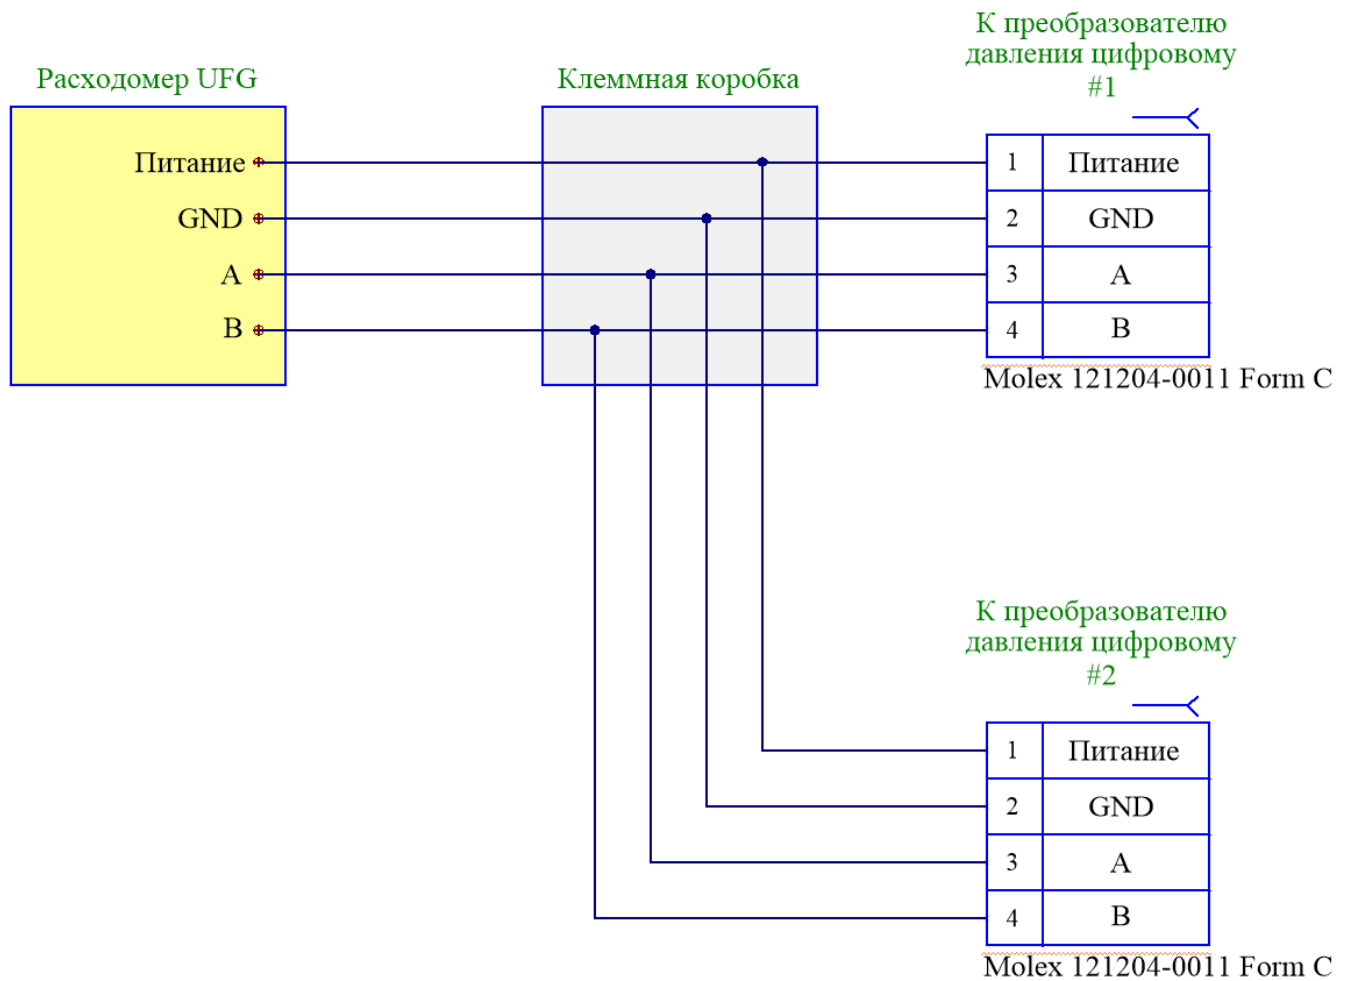 Расходомер UFG
Питание
GND
A
B
Клеммная коробка
К преобразователю
давления цифровому
#1
1 Питание
2 GND
3 A
4 B
Molex 121204-0011 Form C
К преобразователю
давления цифровому
#2
1 Питание
2 GND
3 A
4 B
Molex 121204-0011 Form C